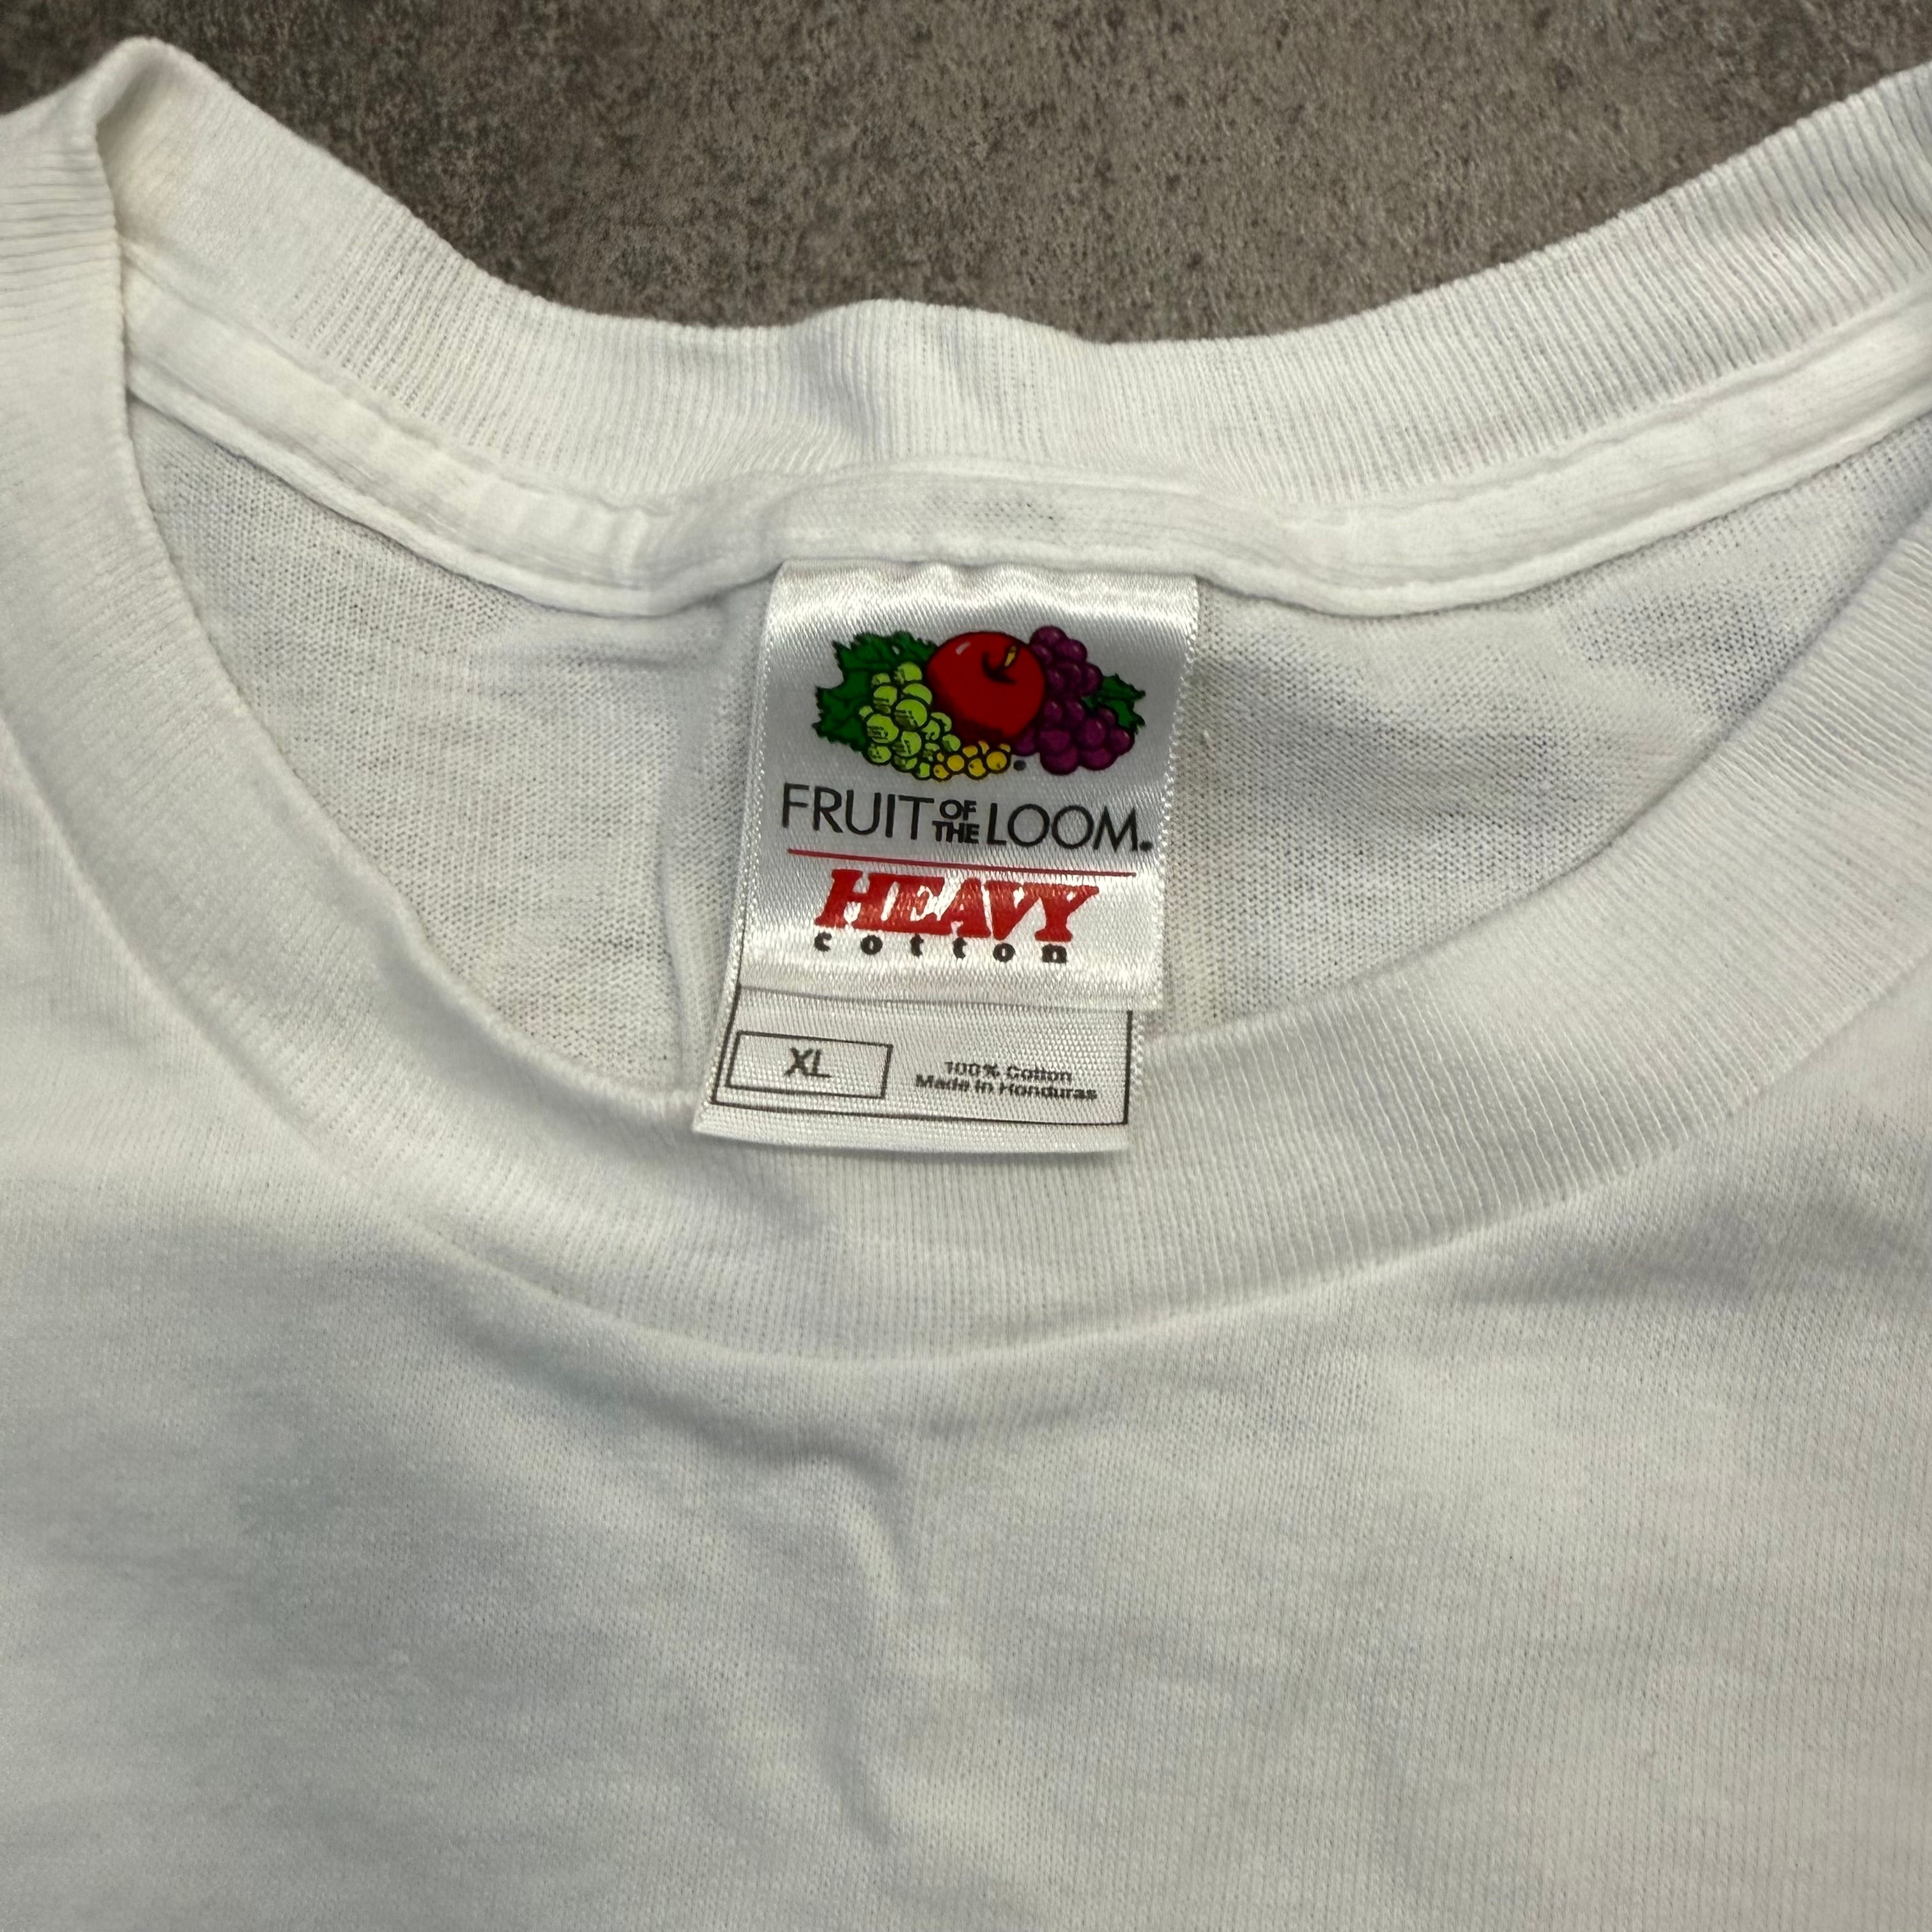 FRUIT OF THE LOOM.
HEAVY
cotton
XL
100% Cotton
Made in Honduras